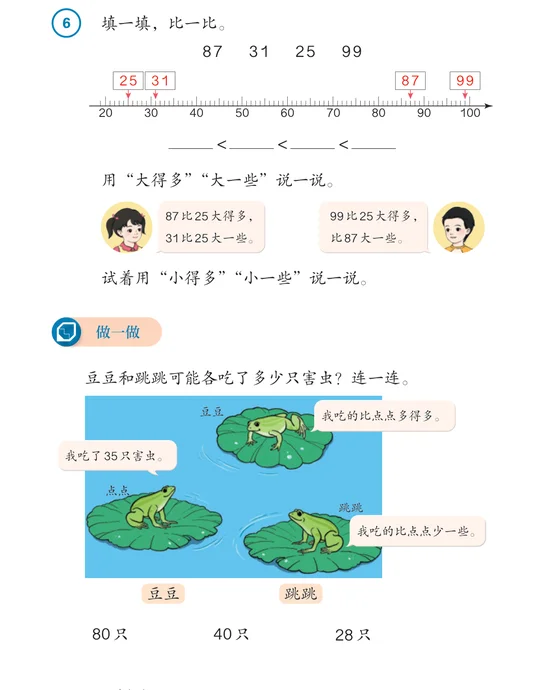 6 填一填，比一比。
87 31 25 99
25 31 87 99
20 30 40 50 60 70 80 90 100
____ < ____ < ____ < ____
用“大得多”“大一些”说一说。
87比25大得多，
31比25大一些。
99比25大得多，
比87大一些。
试着用“小得多”“小一些”说一说。
做一做
豆豆和跳跳可能各吃了多少只害虫？连一连。
豆豆
我吃的比点点多得多。
我吃了35只害虫。
点点
跳跳
我吃的比点点少一些。
豆豆 跳跳
80只 40只 28只